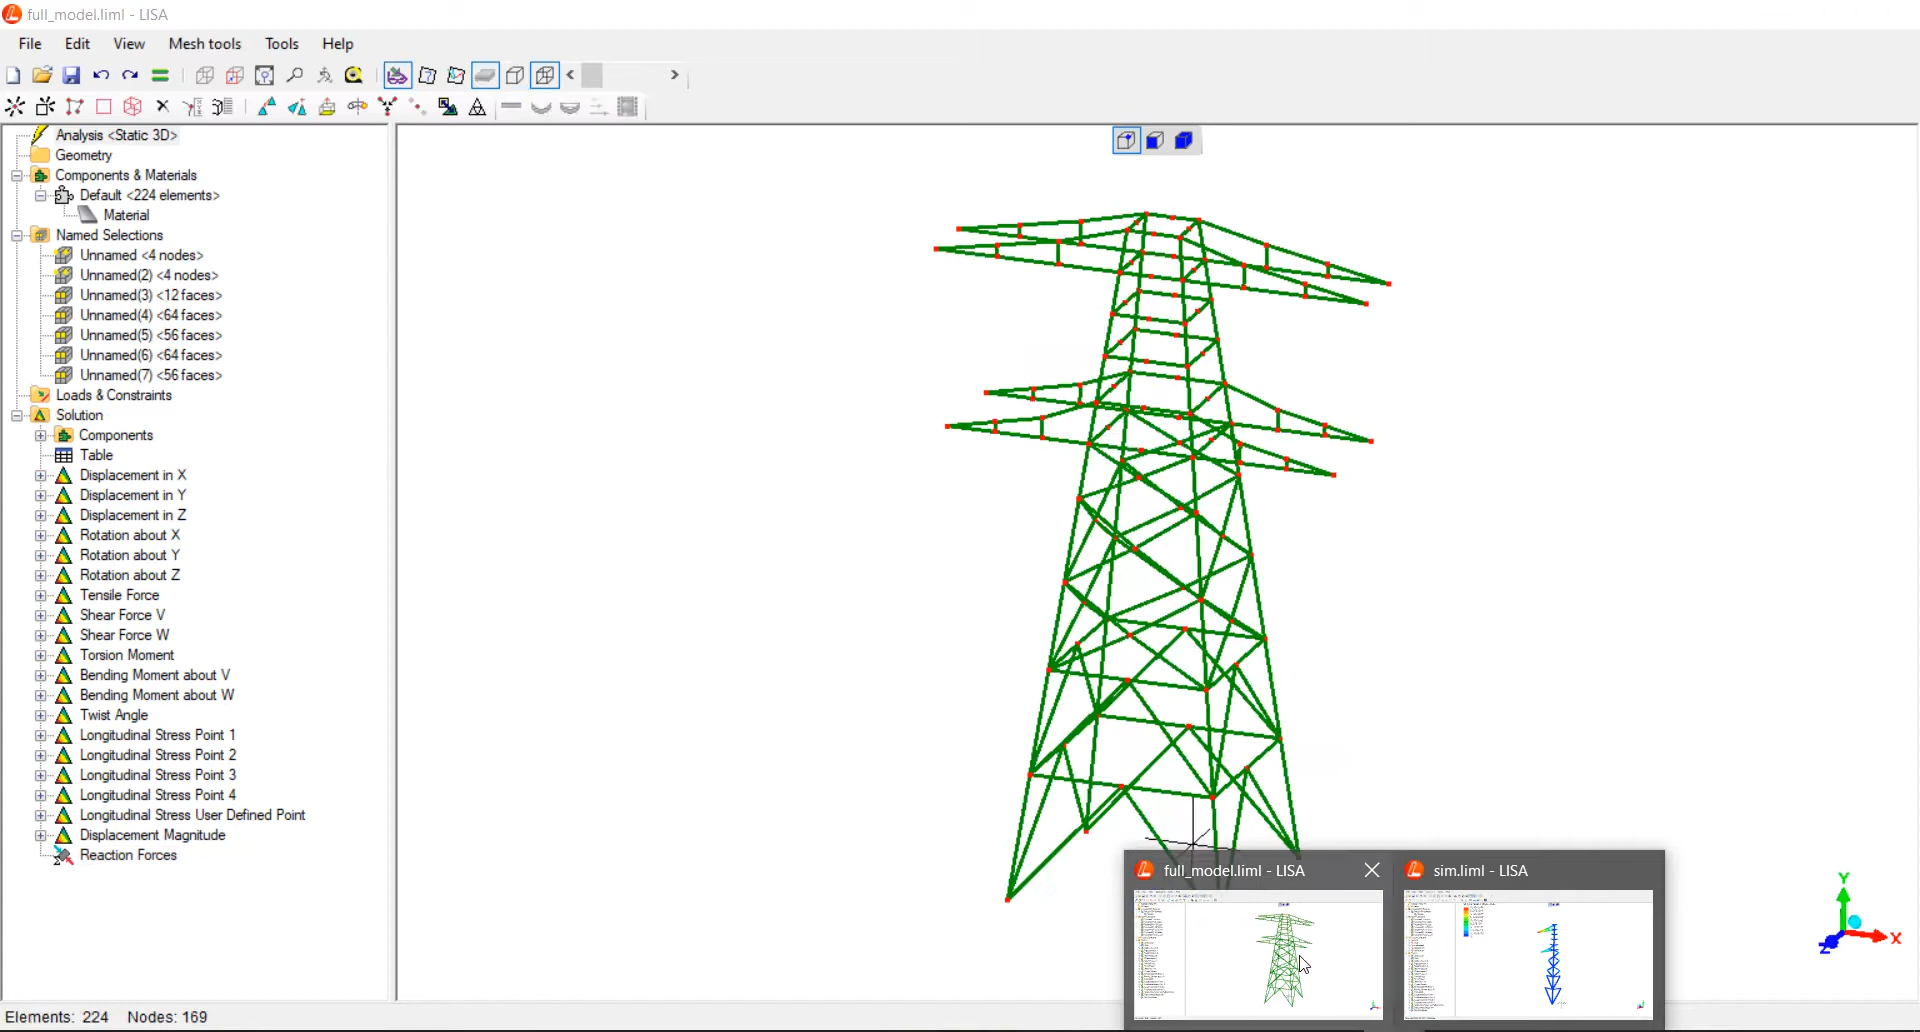 full_model.liml - LISA
File Edit View Mesh tools Tools Help
Analysis <Static 3D>
Geometry
Components & Materials
Default <224 elements>
Material
Named Selections
Unnamed <4 nodes>
Unnamed(2) <4 nodes>
Unnamed(3) <12 faces>
Unnamed(4) <64 faces>
Unnamed(5) <56 faces>
Unnamed(6) <64 faces>
Unnamed(7) <56 faces>
Loads & Constraints
Solution
Components
Table
Displacement in X
Displacement in Y
Displacement in Z
Rotation about X
Rotation about Y
Rotation about Z
Tensile Force
Shear Force V
Shear Force W
Torsion Moment
Bending Moment about V
Bending Moment about W
Twist Angle
Longitudinal Stress Point 1
Longitudinal Stress Point 2
Longitudinal Stress Point 3
Longitudinal Stress Point 4
Longitudinal Stress User Defined Point
Displacement Magnitude
Reaction Forces
full_model.liml - LISA
sim.liml - LISA
Y
X
Z
Elements: 224 Nodes: 169